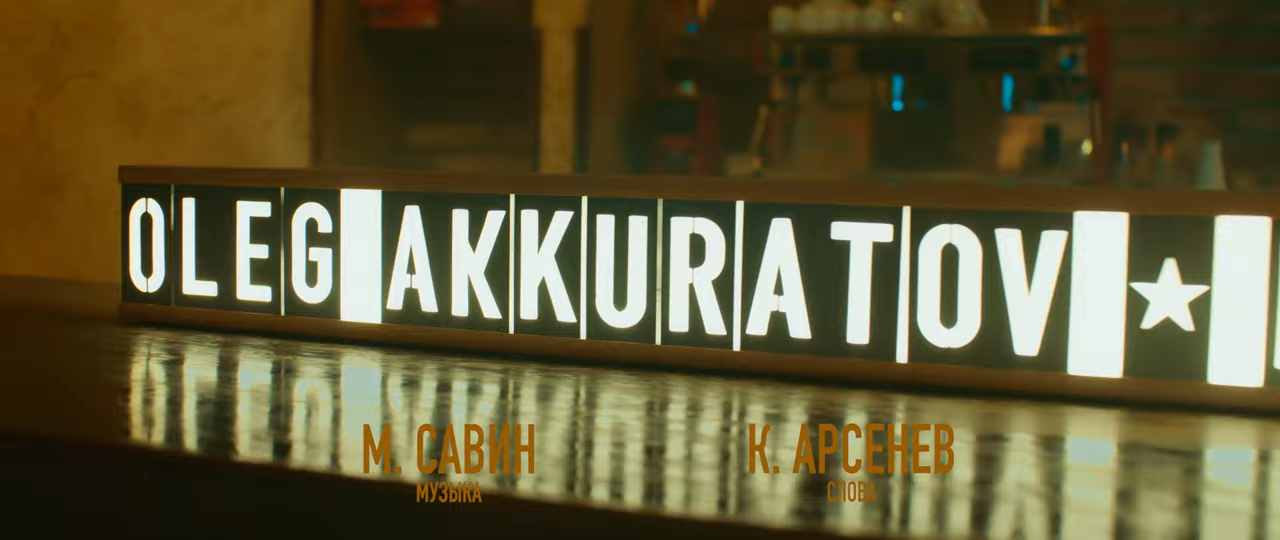 OLEG AKKURATOV ★
М. САВИН
МУЗЫКА
К. АРСЕНЕВ
СЛОВА